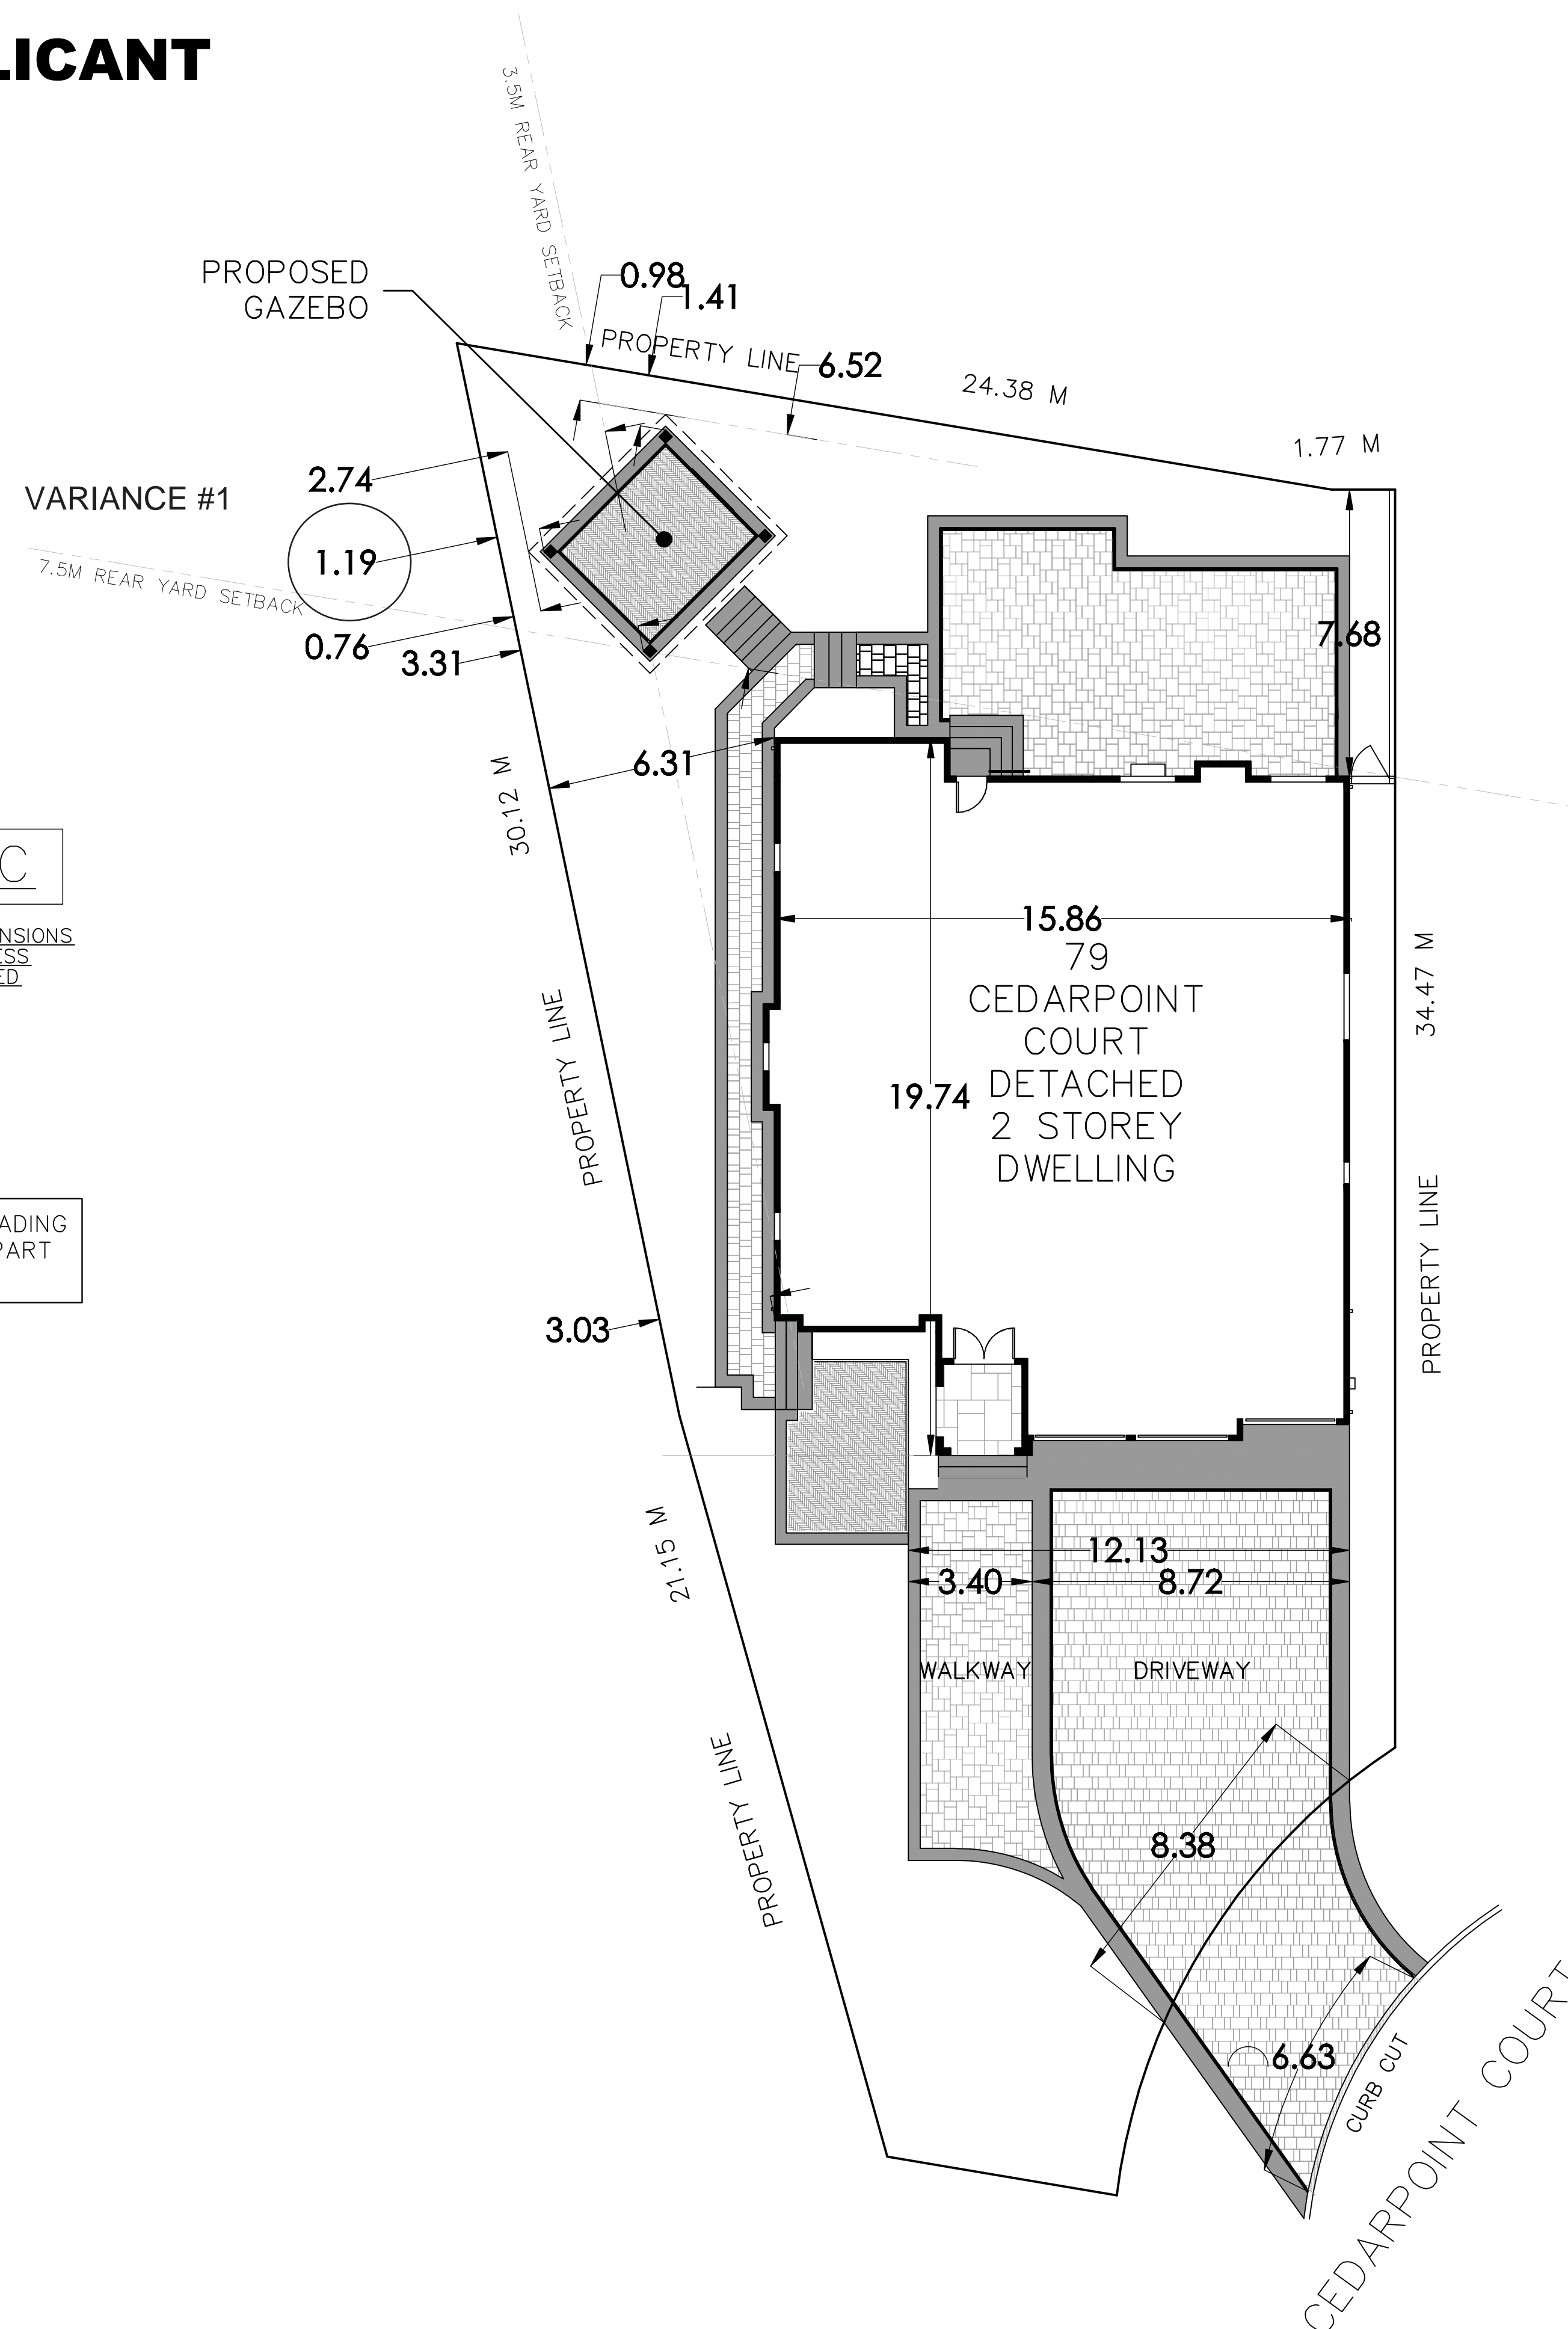 LICANT
3.5M REAR YARD SETBACK
PROPOSED
GAZEBO
0.98
1.41
PROPERTY LINE
6.52
24.38 M
1.77 M
VARIANCE #1
2.74
1.19
7.5M REAR YARD SETBACK
0.76
3.31
7.68
6.31
30.12 M
C
NSIONS
ESS
ED
15.86
79
CEDARPOINT
COURT
DETACHED
2 STOREY
DWELLING
19.74
34.47 M
PROPERTY LINE
PROPERTY LINE
ADING
PART
3.03
21.15 M
12.13
3.40
8.72
WALKWAY
DRIVEWAY
PROPERTY LINE
8.38
6.63
CURB CUT
CEDARPOINT COURT